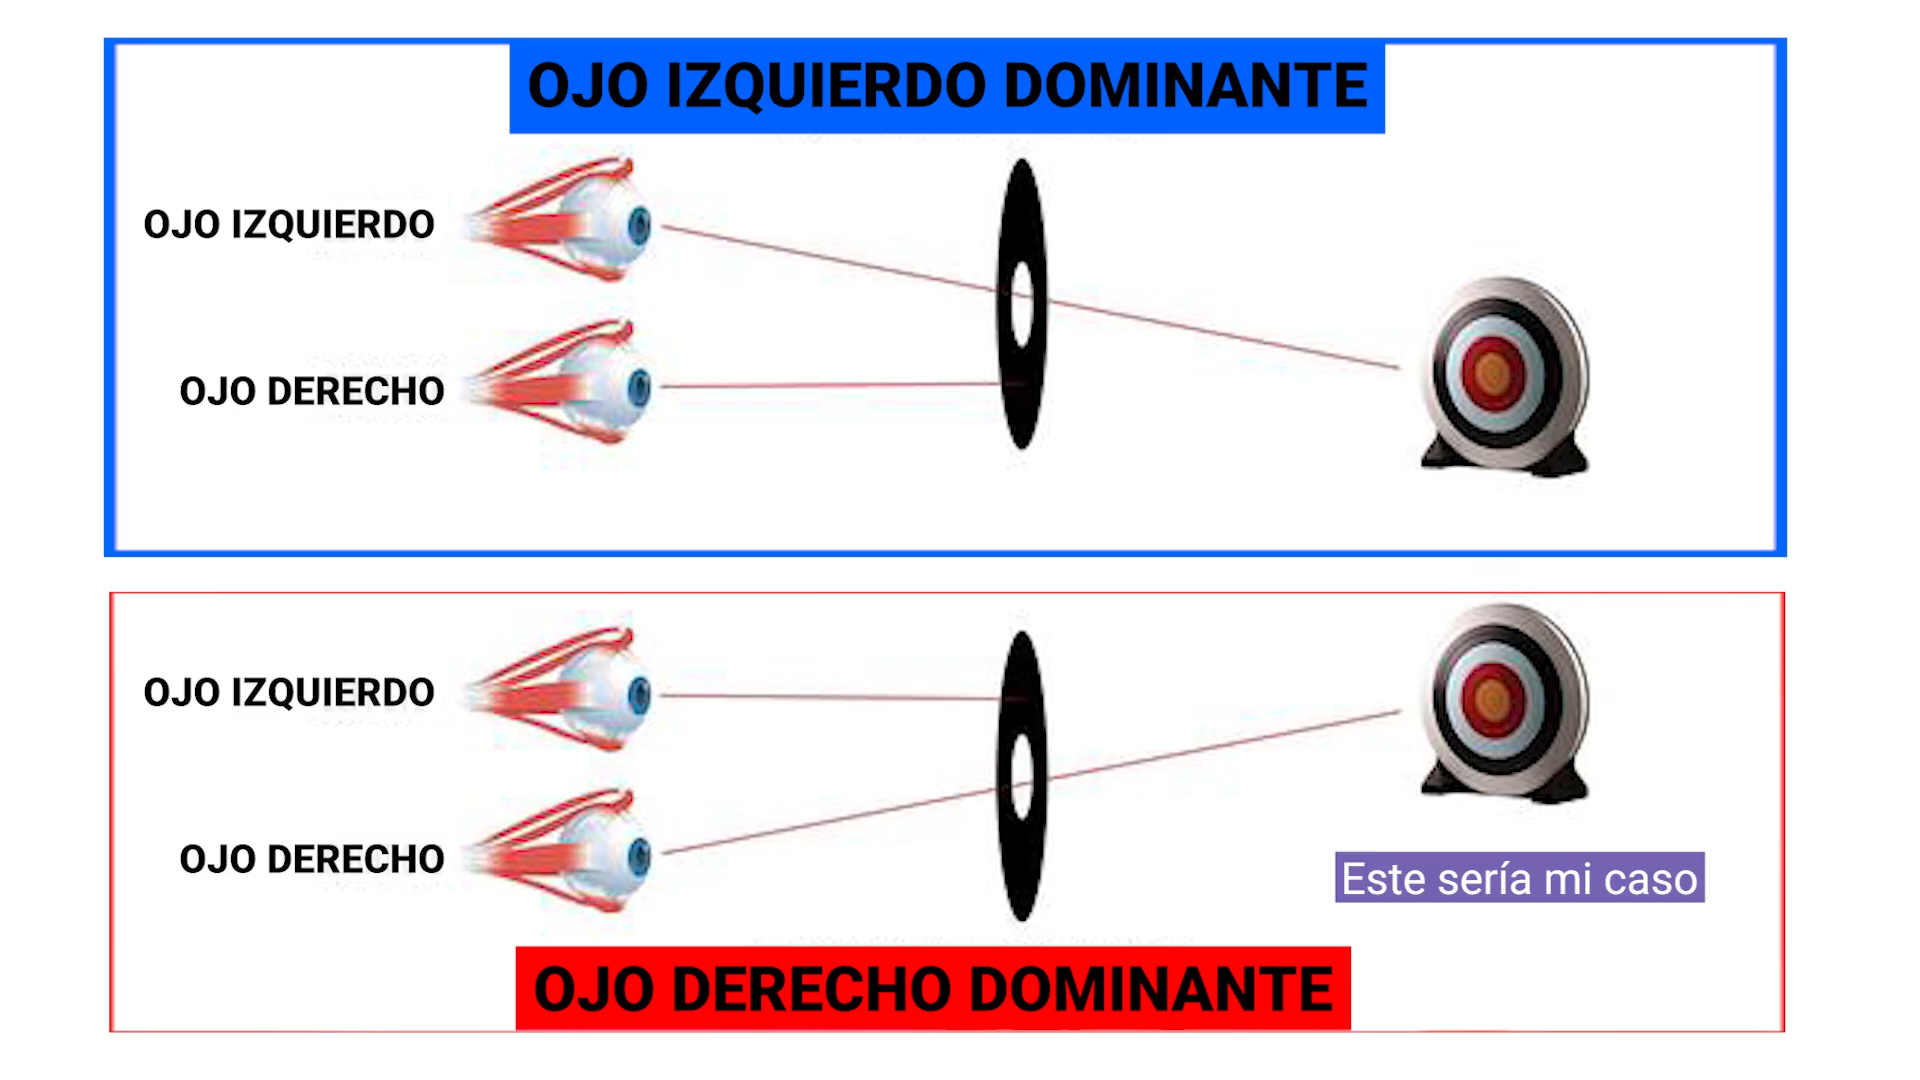 OJO IZQUIERDO DOMINANTE
OJO IZQUIERDO
OJO DERECHO
OJO IZQUIERDO
OJO DERECHO
Este sería mi caso
OJO DERECHO DOMINANTE